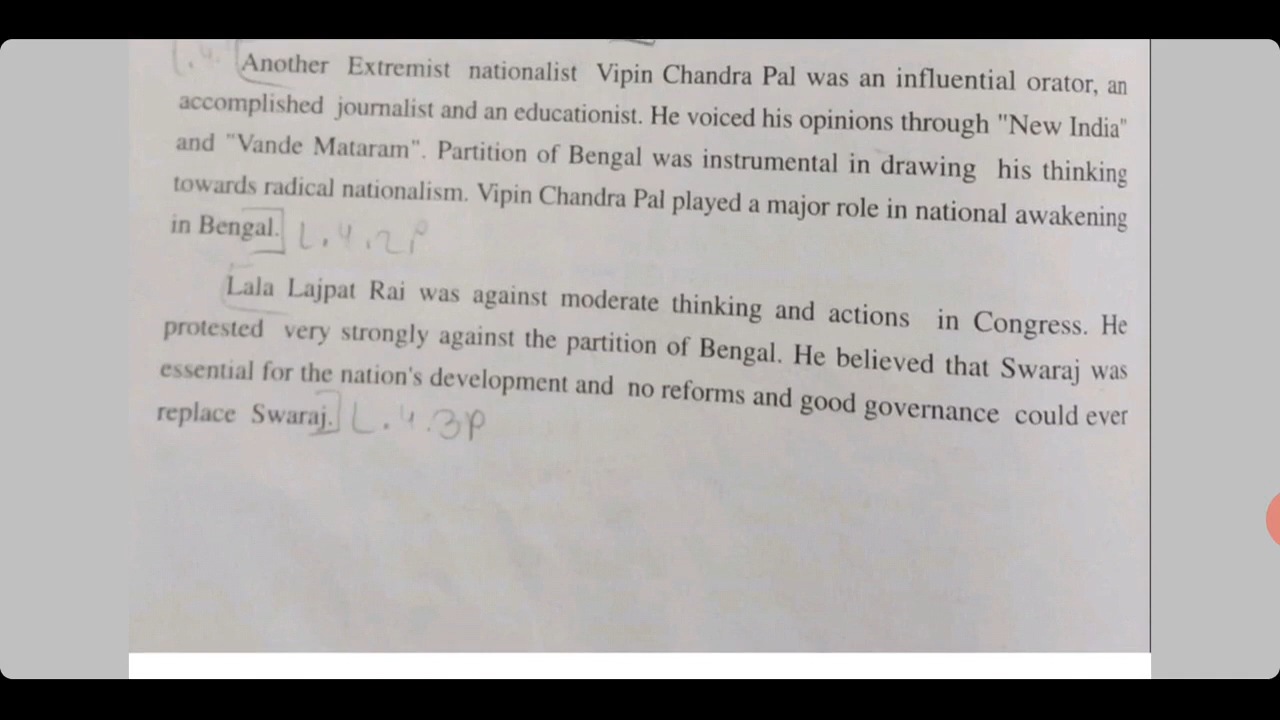 Another Extremist nationalist Vipin Chandra Pal was an influential orator, an
accomplished journalist and an educationist. He voiced his opinions through "New India"
and "Vande Mataram". Partition of Bengal was instrumental in drawing his thinking
towards radical nationalism. Vipin Chandra Pal played a major role in national awakening
in Bengal. L.4.2P
Lala Lajpat Rai was against moderate thinking and actions in Congress. He
protested very strongly against the partition of Bengal. He believed that Swaraj was
essential for the nation's development and no reforms and good governance could ever
replace Swaraj. L.4.3P